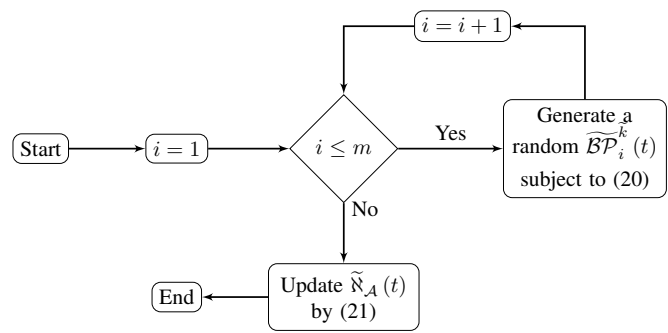 i = i + 1
Start
i = 1
i ≤ m
Yes
Generate a
random $\widetilde{\mathcal{BP}}_i^{\tilde{k}}(t)$
subject to (20)
No
Update $\widetilde{\aleph}_{\mathcal{A}}(t)$
by (21)
End